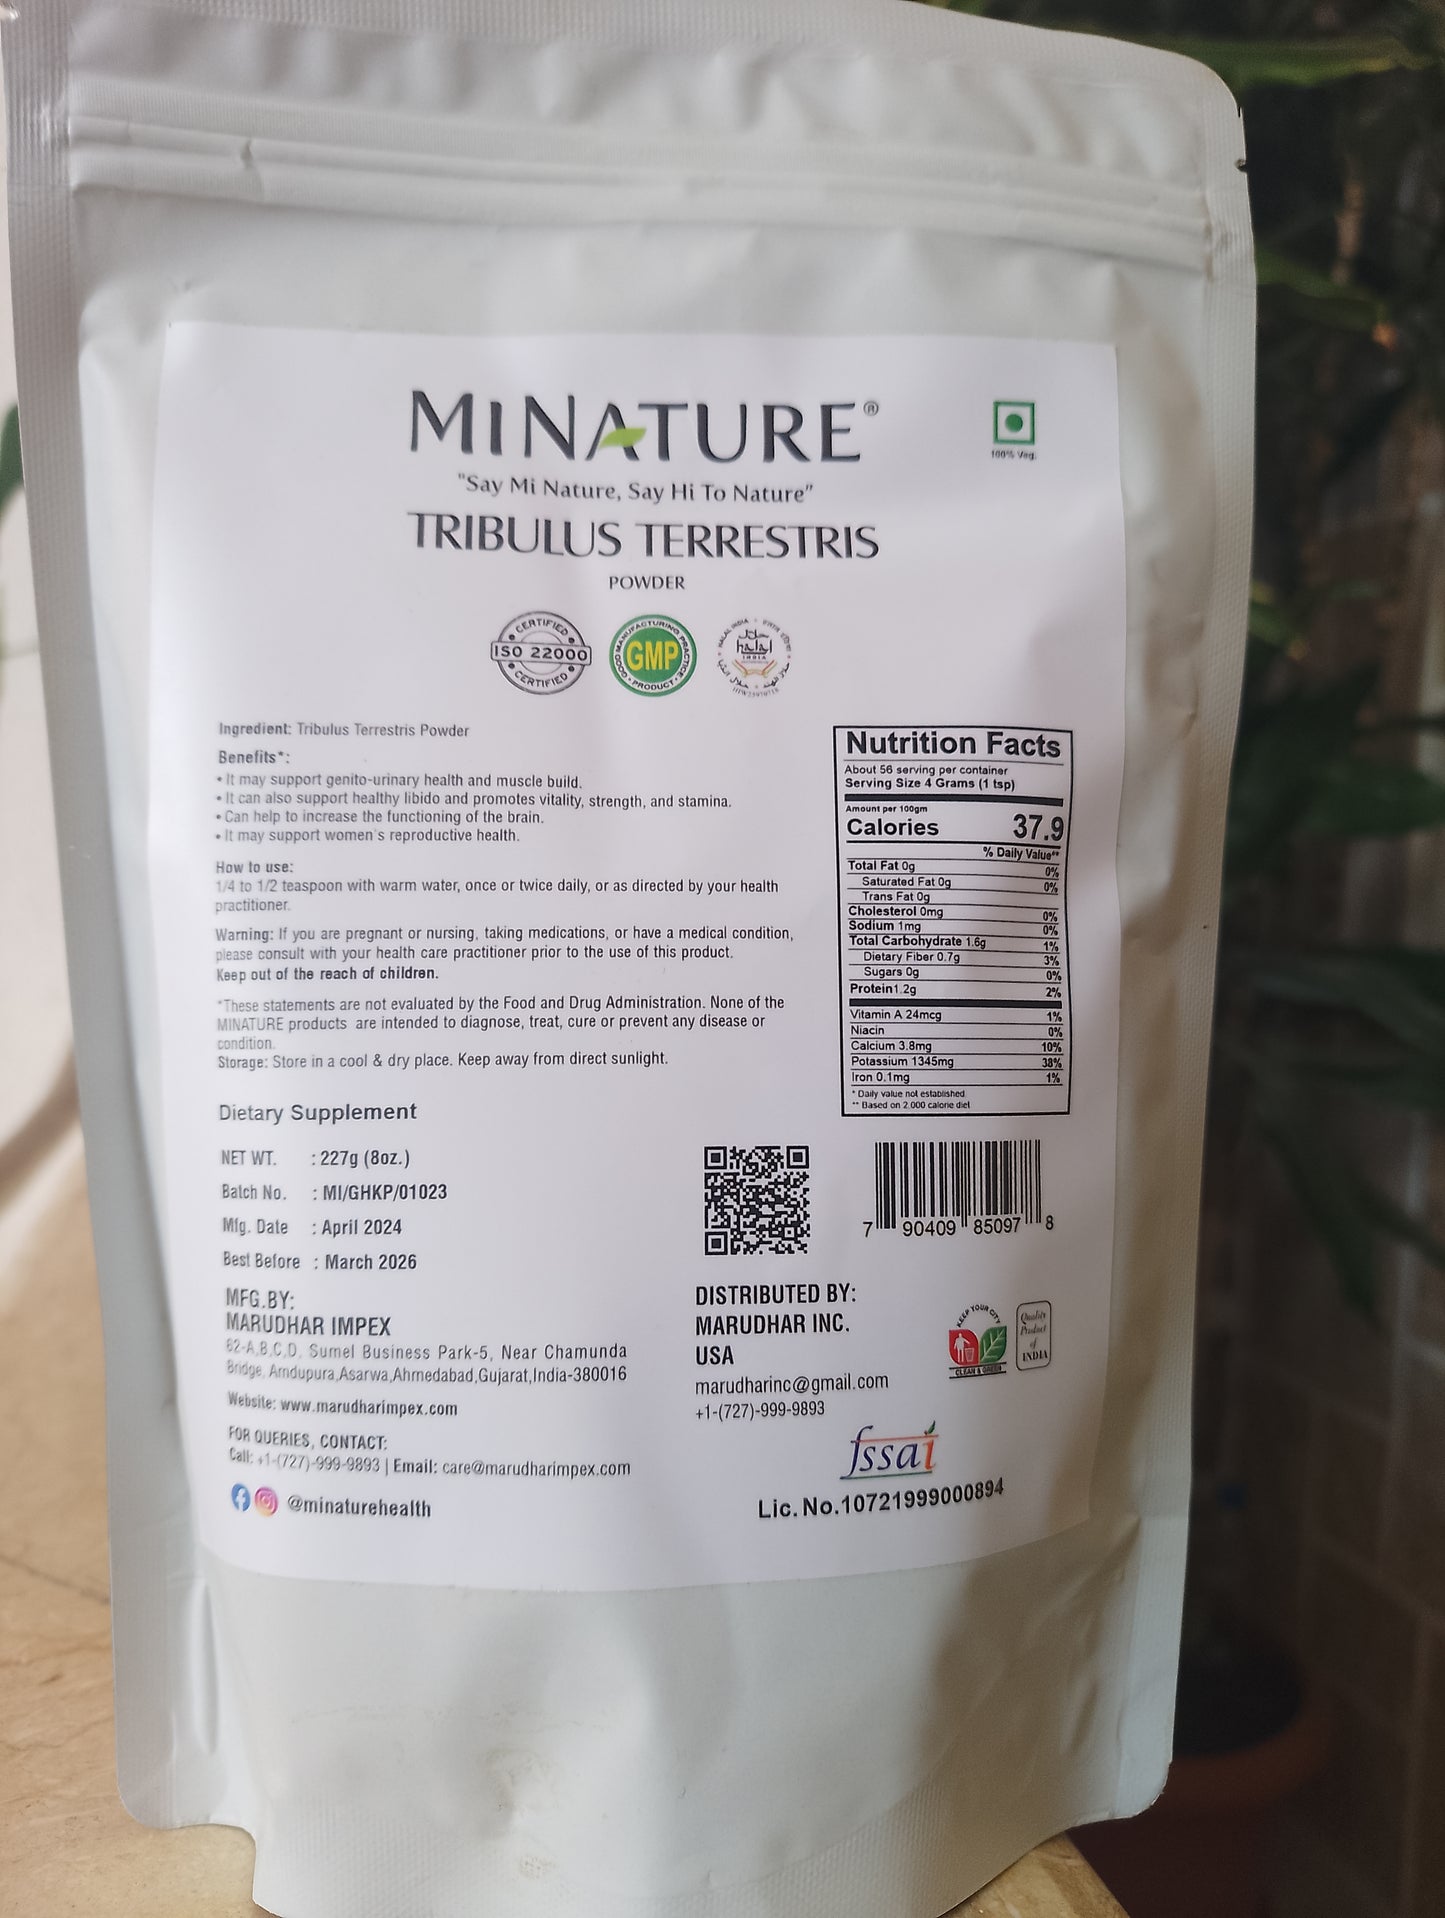 MINATURE®
100% Veg.
"Say Mi Nature, Say Hi To Nature"
TRIBULUS TERRESTRIS
POWDER
CERTIFIED
ISO 22000
CERTIFIED
GOOD MANUFACTURING PRACTICE
GMP
PRODUCT
HALAL INDIA
حلال
halal
INDIA
Ingredient: Tribulus Terrestris Powder
Benefits*:
• It may support genito-urinary health and muscle build.
• It can also support healthy libido and promotes vitality, strength, and stamina.
• Can help to increase the functioning of the brain.
• It may support women's reproductive health.
How to use:
1/4 to 1/2 teaspoon with warm water, once or twice daily, or as directed by your health
practitioner.
Warning: If you are pregnant or nursing, taking medications, or have a medical condition,
please consult with your health care practitioner prior to the use of this product.
Keep out of the reach of children.
*These statements are not evaluated by the Food and Drug Administration. None of the
MINATURE products are intended to diagnose, treat, cure or prevent any disease or
condition.
Storage: Store in a cool & dry place. Keep away from direct sunlight.
Dietary Supplement
Nutrition Facts
About 56 serving per container
Serving Size 4 Grams (1 tsp)
Amount per 100gm
Calories 37.9
% Daily Value**
Total Fat 0g 0%
Saturated Fat 0g 0%
Trans Fat 0g
Cholesterol 0mg 0%
Sodium 1mg 0%
Total Carbohydrate 1.6g 1%
Dietary Fiber 0.7g 3%
Sugars 0g 0%
Protein1.2g 2%
Vitamin A 24mcg 1%
Niacin 0%
Calcium 3.8mg 10%
Potassium 1345mg 38%
Iron 0.1mg 1%
* Daily value not established.
** Based on 2,000 calorie diet
NET WT. : 227g (8oz.)
Batch No. : MI/GHKP/01023
Mfg. Date : April 2024
Best Before : March 2026
7 90409 85097 8
MFG.BY:
MARUDHAR IMPEX
62-A,B,C,D, Sumel Business Park-5, Near Chamunda
Bridge, Amdupura,Asarwa,Ahmedabad,Gujarat,India-380016
Website: www.marudharimpex.com
FOR QUERIES, CONTACT:
Call: +1-(727)-999-9893 | Email: care@marudharimpex.com
@minaturehealth
DISTRIBUTED BY:
MARUDHAR INC.
USA
marudharinc@gmail.com
+1-(727)-999-9893
KEEP YOUR CITY
CLEAN & GREEN
Quality
Product
of
INDIA
fssai
Lic. No.10721999000894